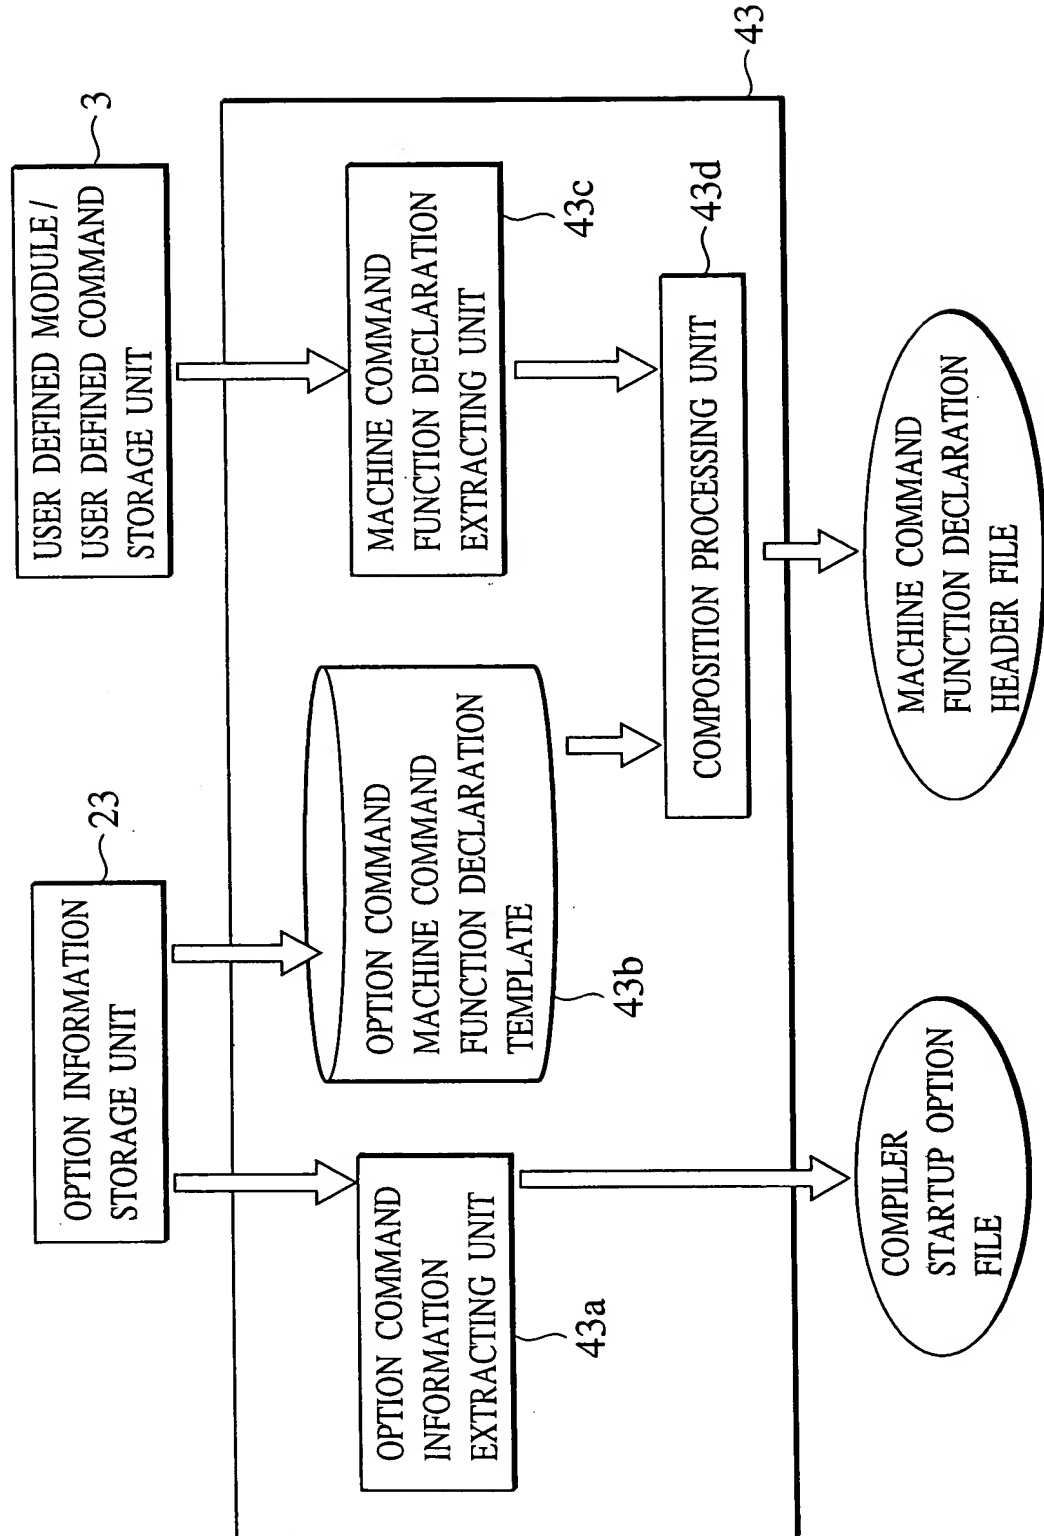 OPTION INFORMATION
STORAGE UNIT
23
USER DEFINED MODULE /
USER DEFINED COMMAND
STORAGE UNIT
3
43
OPTION COMMAND
INFORMATION
EXTRACTING UNIT
43a
OPTION COMMAND
MACHINE COMMAND
FUNCTION DECLARATION
TEMPLATE
43b
MACHINE COMMAND
FUNCTION DECLARATION
EXTRACTING UNIT
43c
COMPOSITION PROCESSING UNIT
43d
COMPILER
STARTUP OPTION
FILE
MACHINE COMMAND
FUNCTION DECLARATION
HEADER FILE